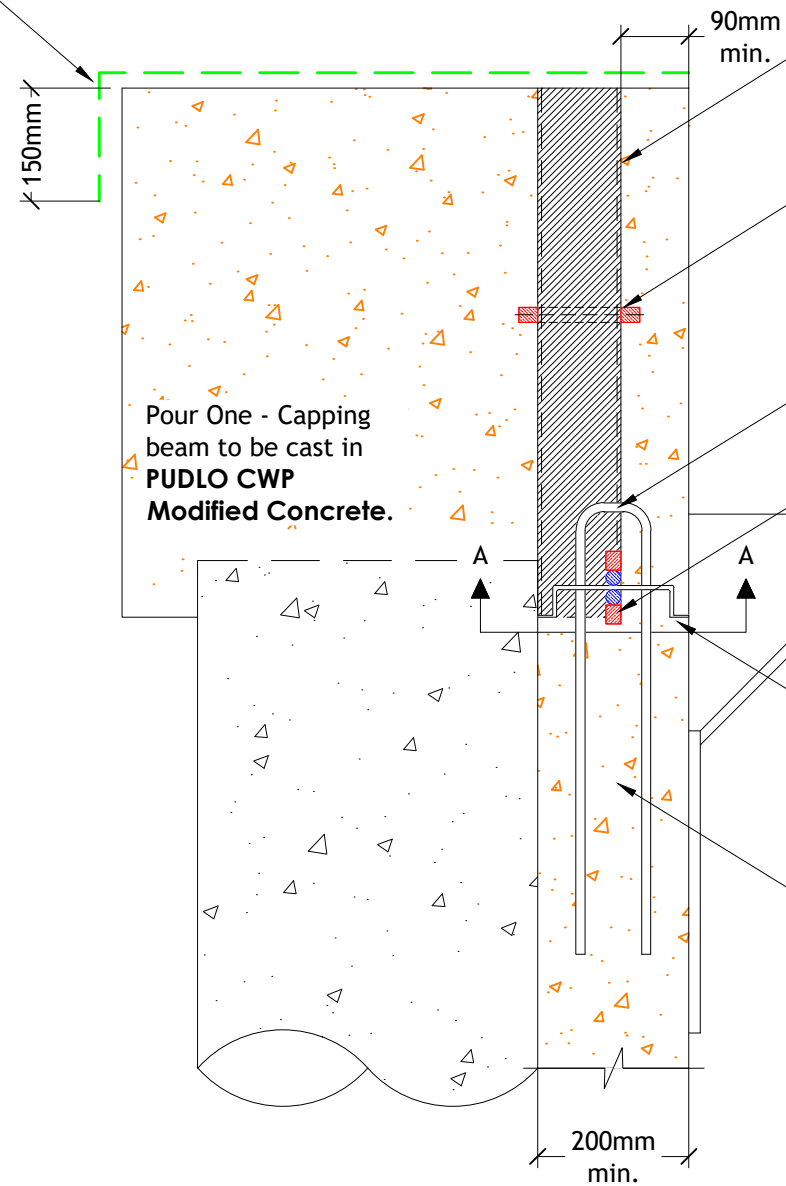 90mm
min.
150mm
Pour One - Capping
beam to be cast in
PUDLO CWP
Modified Concrete.
A
A
200mm
min.